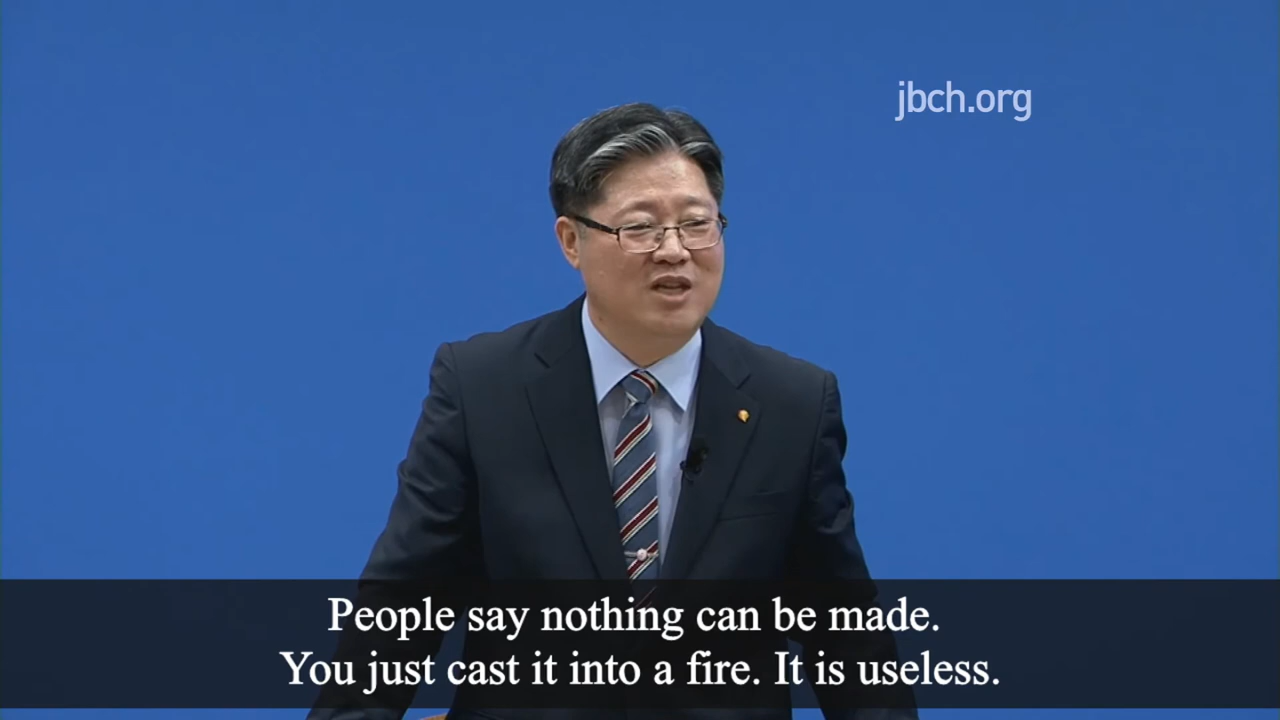 jbch.org
People say nothing can be made.
You just cast it into a fire. It is useless.